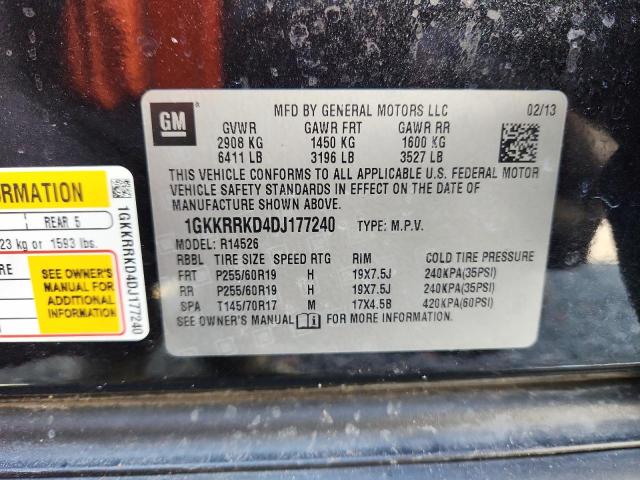 GM
MFD BY GENERAL MOTORS LLC 02/13
GVWR GAWR FRT GAWR RR
2908 KG 1450 KG 1600 KG
6411 LB 3196 LB 3527 LB
THIS VEHICLE CONFORMS TO ALL APPLICABLE U.S. FEDERAL MOTOR
VEHICLE SAFETY STANDARDS IN EFFECT ON THE DATE OF
MANUFACTURE SHOWN ABOVE.
1GKKRRKD4DJ177240 TYPE: M.P.V.
MODEL: R14526
RBBL TIRE SIZE SPEED RTG RIM COLD TIRE PRESSURE
FRT P255/60R19 H 19X7.5J 240KPA(35PSI)
RR P255/60R19 H 19X7.5J 240KPA(35PSI)
SPA T145/70R17 M 17X4.5B 420KPA(60PSI)
SEE OWNER'S MANUAL FOR MORE INFORMATION.
REAR 5
23 kg or 1593 lbs.
SEE OWNER'S
MANUAL FOR
ADDITIONAL
INFORMATION
1GKKRRKD4DJ177240